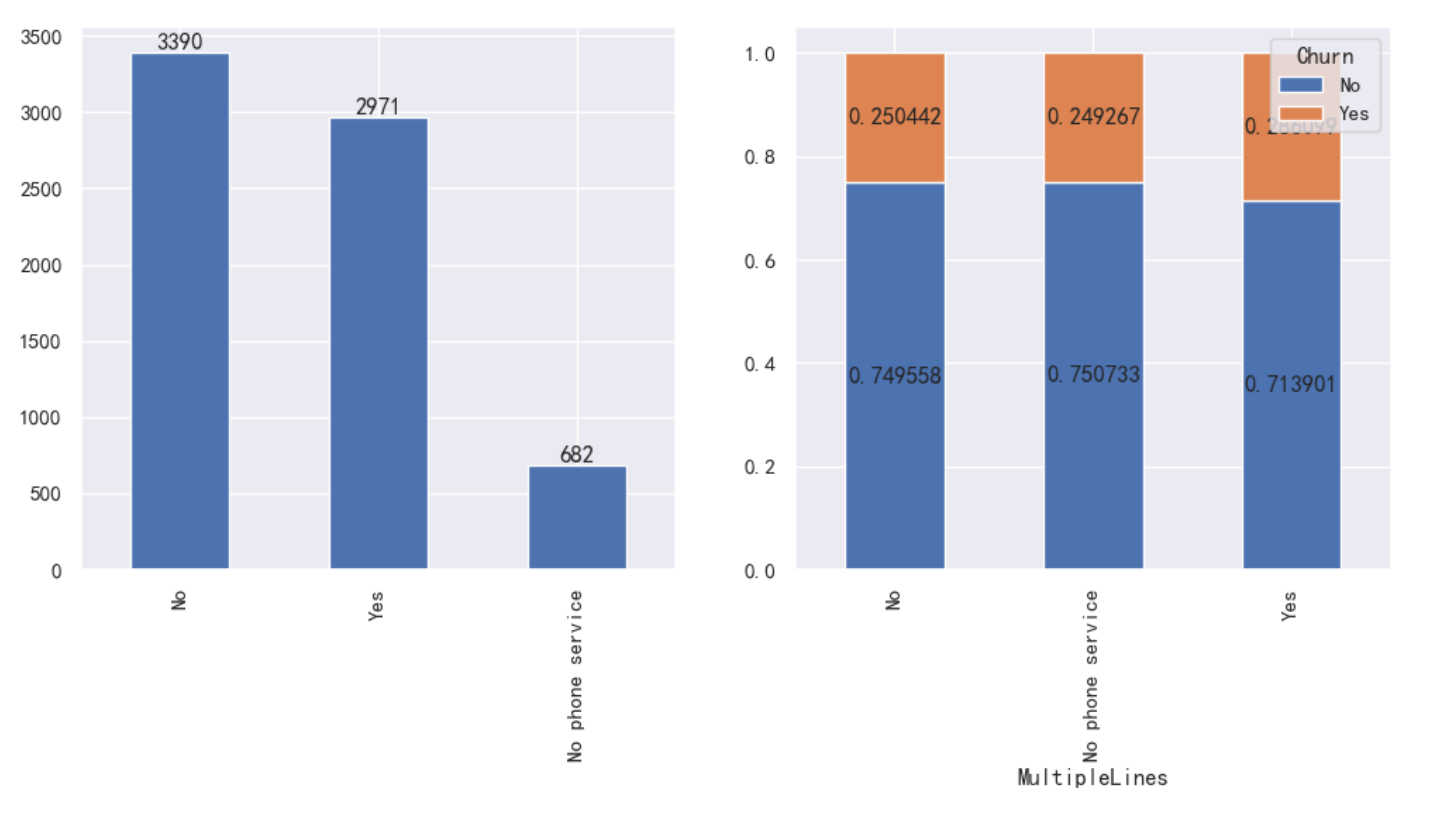 3500
3000
2500
2000
1500
1000
500
0
3390
2971
682
No
Yes
No phone service
1.0
0.8
0.6
0.4
0.2
0.0
Churn
No
Yes
0.250442
0.249267
0.286099
0.749558
0.750733
0.713901
No
No phone service
Yes
MultipleLines